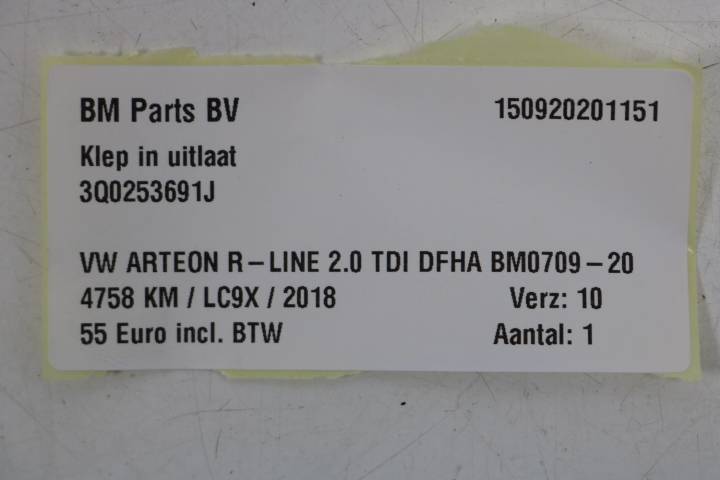 BM Parts BV 150920201151
Klep in uitlaat
3Q0253691J
VW ARTEON R-LINE 2.0 TDI DFHA BM0709-20
4758 KM / LC9X / 2018 Verz: 10
55 Euro incl. BTW Aantal: 1